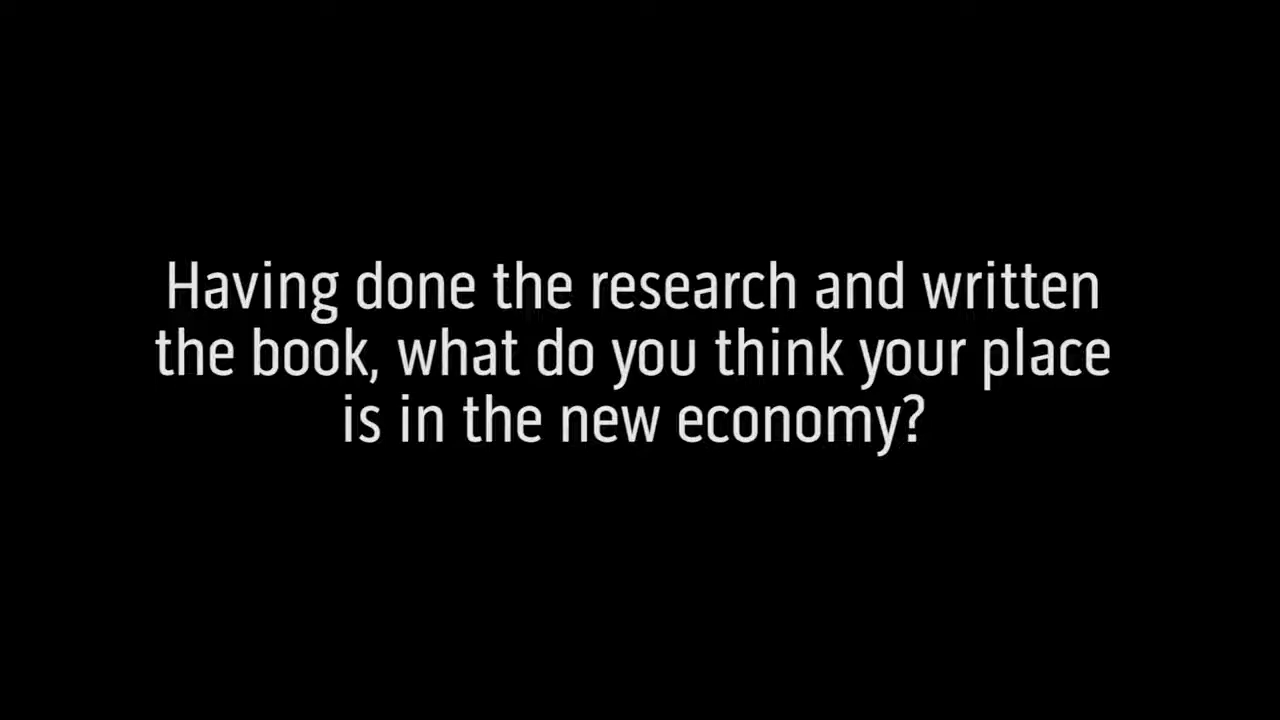 Having done the research and written
the book, what do you think your place
is in the new economy?